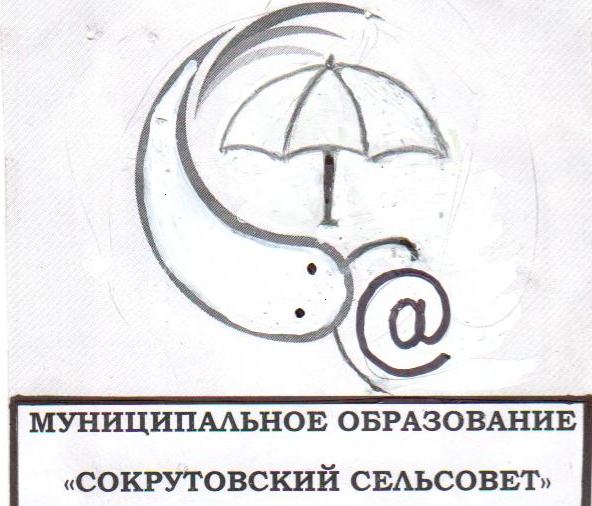 @
МУНИЦИПАЛЬНОЕ ОБРАЗОВАНИЕ
«СОКРУТОВСКИЙ СЕЛЬСОВЕТ»